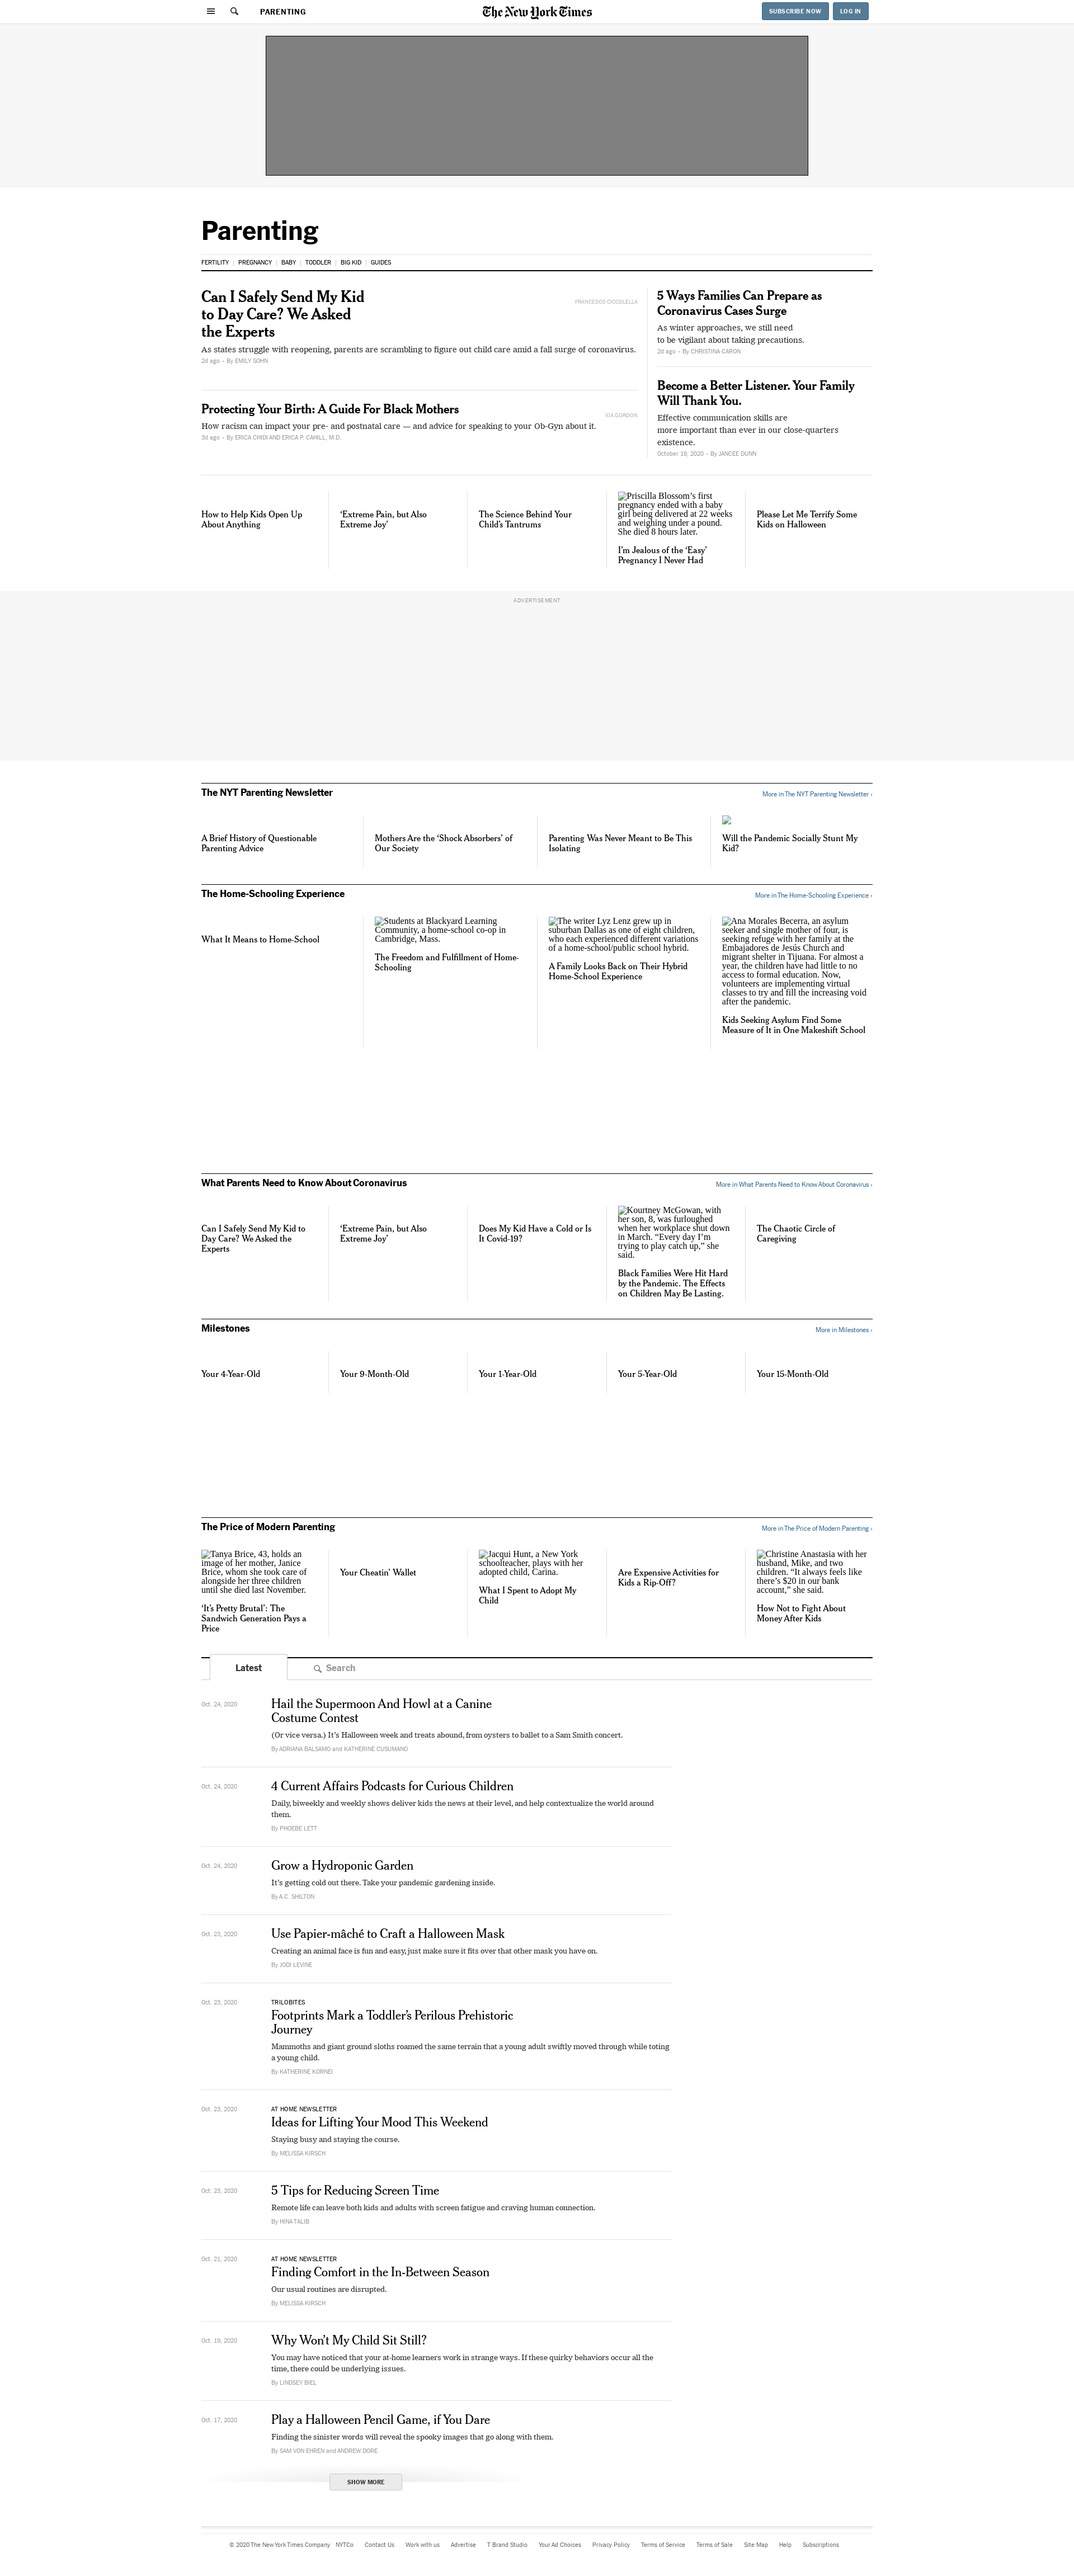 PARENTING
The New York Times
SUBSCRIBE NOW
LOG IN
Parenting
FERTILITY
PREGNANCY
BABY
TODDLER
BIG KID
GUIDES
Can I Safely Send My Kid
to Day Care? We Asked
the Experts
FRANCESCO CICCOLELLA
As states struggle with reopening, parents are scrambling to figure out child care amid a fall surge of coronavirus.
2d ago - By EMILY SOHN
Protecting Your Birth: A Guide For Black Mothers
XIA GORDON
How racism can impact your pre- and postnatal care — and advice for speaking to your Ob-Gyn about it.
3d ago - By ERICA CHIDI AND ERICA P. CAHILL, M.D.
5 Ways Families Can Prepare as
Coronavirus Cases Surge
As winter approaches, we still need
to be vigilant about taking precautions.
2d ago - By CHRISTINA CARON
Become a Better Listener. Your Family
Will Thank You.
Effective communication skills are
more important than ever in our close-quarters
existence.
October 19, 2020 - By JANCEE DUNN
How to Help Kids Open Up
About Anything
‘Extreme Pain, but Also
Extreme Joy’
The Science Behind Your
Child’s Tantrums
Priscilla Blossom’s first
pregnancy ended with a baby
girl being delivered at 22 weeks
and weighing under a pound.
She died 8 hours later.
I’m Jealous of the ‘Easy’
Pregnancy I Never Had
Please Let Me Terrify Some
Kids on Halloween
ADVERTISEMENT
The NYT Parenting Newsletter
More in The NYT Parenting Newsletter ›
A Brief History of Questionable
Parenting Advice
Mothers Are the ‘Shock Absorbers’ of
Our Society
Parenting Was Never Meant to Be This
Isolating
Will the Pandemic Socially Stunt My
Kid?
The Home-Schooling Experience
More in The Home-Schooling Experience ›
What It Means to Home-School
Students at Blackyard Learning
Community, a home-school co-op in
Cambridge, Mass.
The Freedom and Fulfillment of Home-
Schooling
The writer Lyz Lenz grew up in
suburban Dallas as one of eight children,
who each experienced different variations
of a home-school/public school hybrid.
A Family Looks Back on Their Hybrid
Home-School Experience
Ana Morales Becerra, an asylum
seeker and single mother of four, is
seeking refuge with her family at the
Embajadores de Jesús Church and
migrant shelter in Tijuana. For almost a
year, the children have had little to no
access to formal education. Now,
volunteers are implementing virtual
classes to try and fill the increasing void
after the pandemic.
Kids Seeking Asylum Find Some
Measure of It in One Makeshift School
What Parents Need to Know About Coronavirus
More in What Parents Need to Know About Coronavirus ›
Can I Safely Send My Kid to
Day Care? We Asked the
Experts
‘Extreme Pain, but Also
Extreme Joy’
Does My Kid Have a Cold or Is
It Covid-19?
Kourtney McGowan, with
her son, 8, was furloughed
when her workplace shut down
in March. “Every day I’m
trying to play catch up,” she
said.
Black Families Were Hit Hard
by the Pandemic. The Effects
on Children May Be Lasting.
The Chaotic Circle of
Caregiving
Milestones
More in Milestones ›
Your 4-Year-Old
Your 9-Month-Old
Your 1-Year-Old
Your 5-Year-Old
Your 15-Month-Old
The Price of Modern Parenting
More in The Price of Modern Parenting ›
Tanya Brice, 43, holds an
image of her mother, Janice
Brice, whom she took care of
alongside her three children
until she died last November.
‘It’s Pretty Brutal’: The
Sandwich Generation Pays a
Price
Your Cheatin’ Wallet
Jacqui Hunt, a New York
schoolteacher, plays with her
adopted child, Carina.
What I Spent to Adopt My
Child
Are Expensive Activities for
Kids a Rip-Off?
Christine Anastasia with her
husband, Mike, and two
children. “It always feels like
there’s $20 in our bank
account,” she said.
How Not to Fight About
Money After Kids
Latest
Search
Oct. 24, 2020
Hail the Supermoon And Howl at a Canine
Costume Contest
(Or vice versa.) It’s Halloween week and treats abound, from oysters to ballet to a Sam Smith concert.
By ADRIANA BALSAMO and KATHERINE CUSUMANO
Oct. 24, 2020
4 Current Affairs Podcasts for Curious Children
Daily, biweekly and weekly shows deliver kids the news at their level, and help contextualize the world around
them.
By PHOEBE LETT
Oct. 24, 2020
Grow a Hydroponic Garden
It’s getting cold out there. Take your pandemic gardening inside.
By A.C. SHILTON
Oct. 23, 2020
Use Papier-mâché to Craft a Halloween Mask
Creating an animal face is fun and easy, just make sure it fits over that other mask you have on.
By JODI LEVINE
Oct. 23, 2020
TRILOBITES
Footprints Mark a Toddler’s Perilous Prehistoric
Journey
Mammoths and giant ground sloths roamed the same terrain that a young adult swiftly moved through while toting
a young child.
By KATHERINE KORNEI
Oct. 23, 2020
AT HOME NEWSLETTER
Ideas for Lifting Your Mood This Weekend
Staying busy and staying the course.
By MELISSA KIRSCH
Oct. 23, 2020
5 Tips for Reducing Screen Time
Remote life can leave both kids and adults with screen fatigue and craving human connection.
By HINA TALIB
Oct. 21, 2020
AT HOME NEWSLETTER
Finding Comfort in the In-Between Season
Our usual routines are disrupted.
By MELISSA KIRSCH
Oct. 19, 2020
Why Won’t My Child Sit Still?
You may have noticed that your at-home learners work in strange ways. If these quirky behaviors occur all the
time, there could be underlying issues.
By LINDSEY BIEL
Oct. 17, 2020
Play a Halloween Pencil Game, if You Dare
Finding the sinister words will reveal the spooky images that go along with them.
By SAM VON EHREN and ANDREW DORE
SHOW MORE
© 2020 The New York Times Company
NYTCo
Contact Us
Work with us
Advertise
T Brand Studio
Your Ad Choices
Privacy Policy
Terms of Service
Terms of Sale
Site Map
Help
Subscriptions